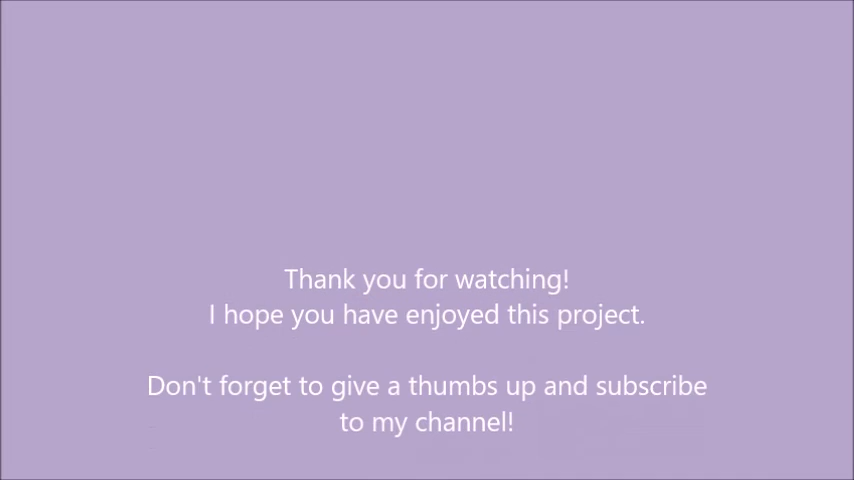 Thank you for watching!
I hope you have enjoyed this project.
Don't forget to give a thumbs up and subscribe
to my channel!